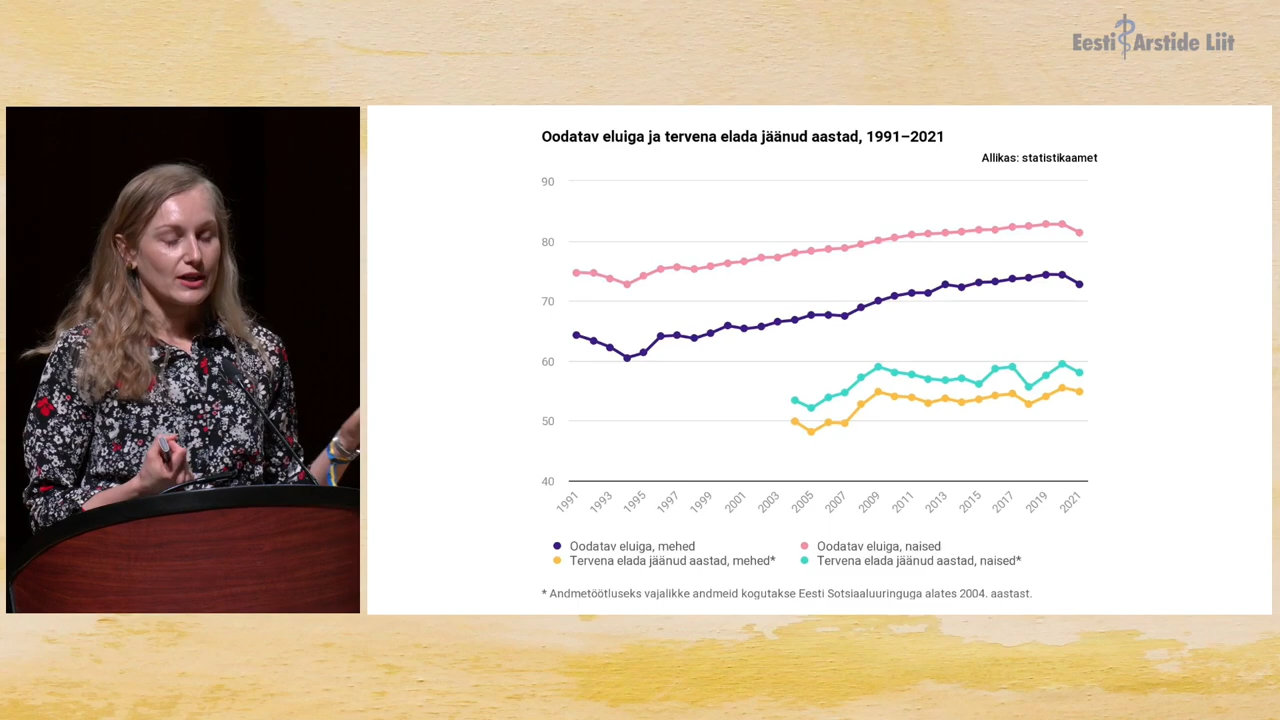 Eesti Arstide Liit
Oodatav eluiga ja tervena elada jäänud aastad, 1991–2021
Allikas: statistikaamet
90
80
70
60
50
40
1991
1993
1995
1997
1999
2001
2003
2005
2007
2009
2011
2013
2015
2017
2019
2021
Oodatav eluiga, mehed
Oodatav eluiga, naised
Tervena elada jäänud aastad, mehed*
Tervena elada jäänud aastad, naised*
* Andmetöötluseks vajalikke andmeid kogutakse Eesti Sotsiaaluuringuga alates 2004. aastast.